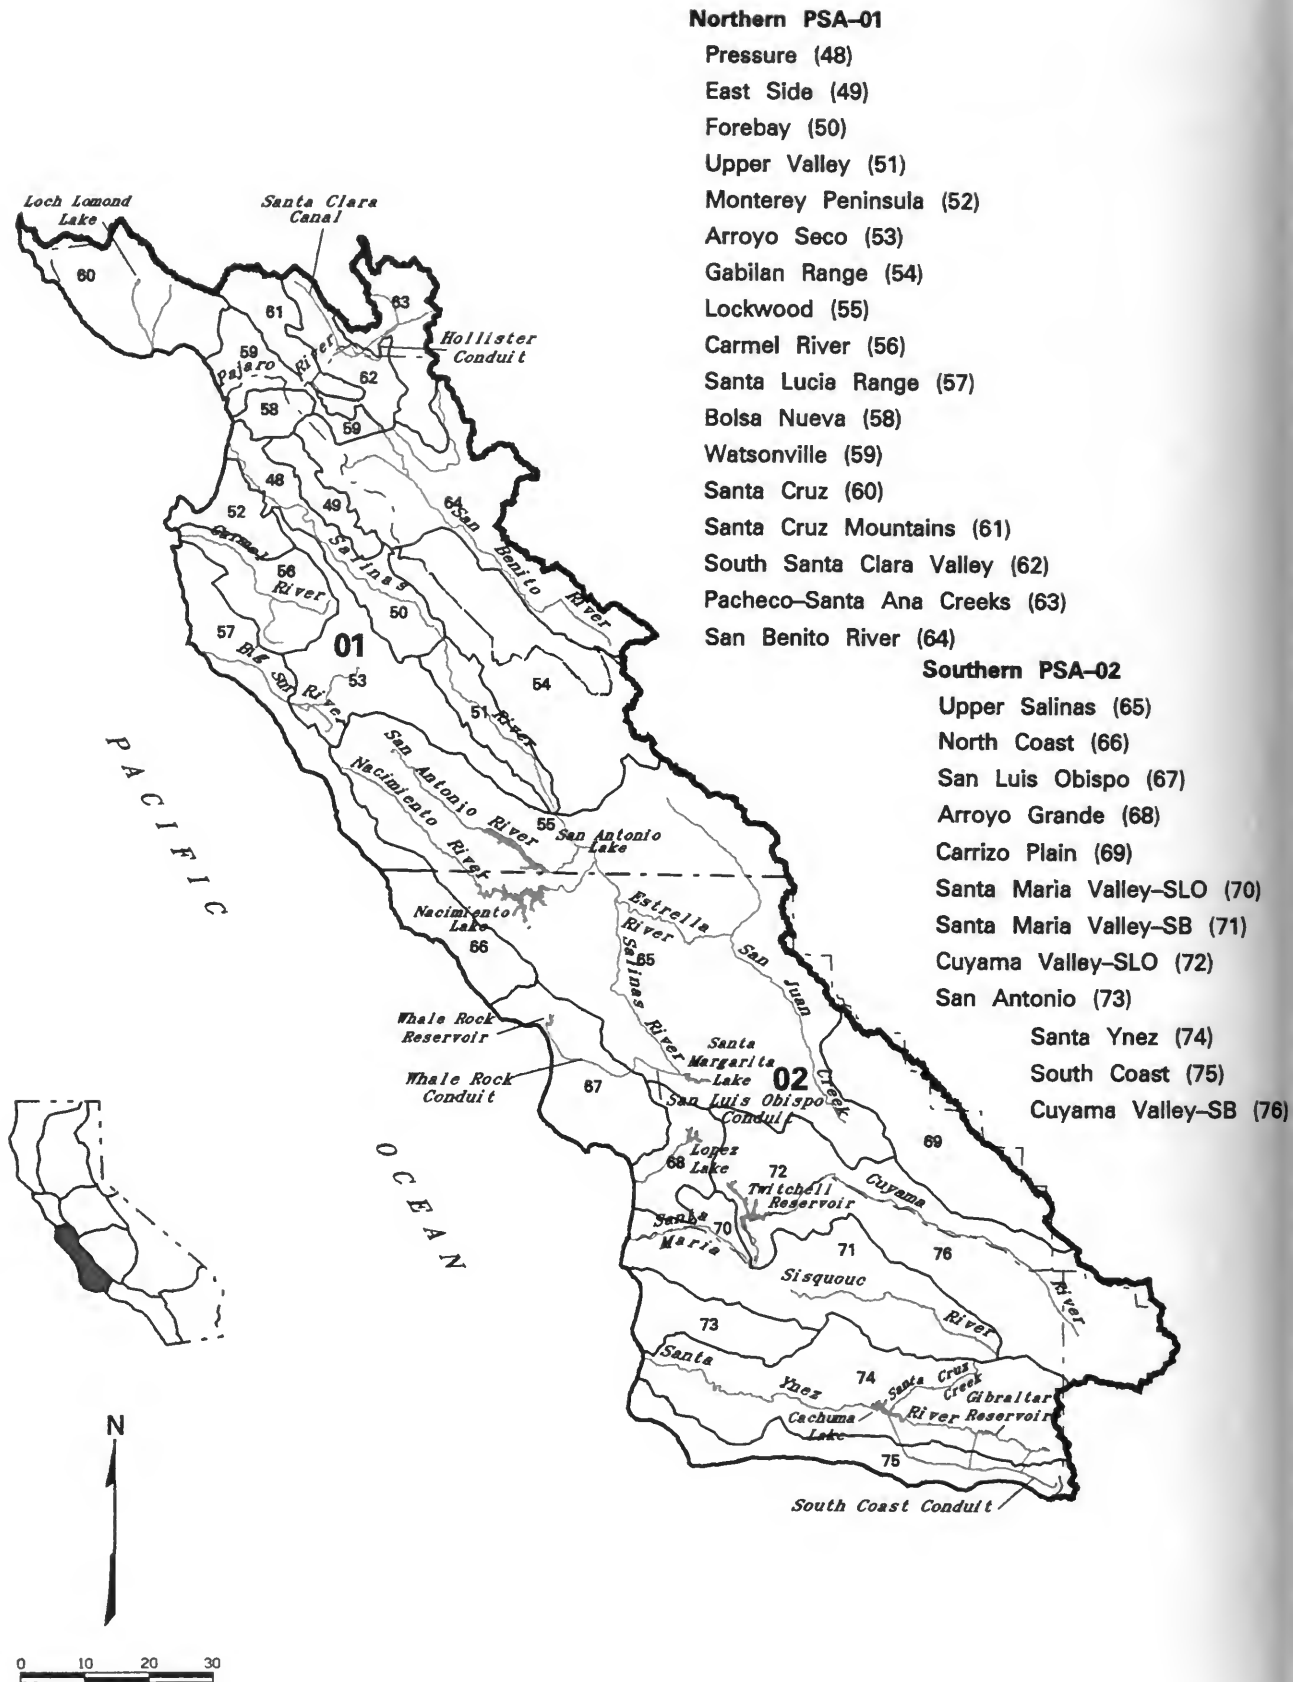 Northern PSA–01
Pressure (48)
East Side (49)
Forebay (50)
Upper Valley (51)
Monterey Peninsula (52)
Arroyo Seco (53)
Gabilan Range (54)
Lockwood (55)
Carmel River (56)
Santa Lucia Range (57)
Bolsa Nueva (58)
Watsonville (59)
Santa Cruz (60)
Santa Cruz Mountains (61)
South Santa Clara Valley (62)
Pacheco–Santa Ana Creeks (63)
San Benito River (64)
Southern PSA–02
Upper Salinas (65)
North Coast (66)
San Luis Obispo (67)
Arroyo Grande (68)
Carrizo Plain (69)
Santa Maria Valley–SLO (70)
Santa Maria Valley–SB (71)
Cuyama Valley–SLO (72)
San Antonio (73)
Santa Ynez (74)
South Coast (75)
Cuyama Valley–SB (76)
Loch Lomond
Lake
Santa Clara
Canal
60
61
63
Hollister
Conduit
59
Pajaro River
62
58
59
48
49
64
52
San Benito River
Carmel River
Sarinas
56
50
57
01
Big Sur River
53
54
51
River
San Antonio River
Nacimiento River
55
San Antonio
Lake
Nacimiento
Lake
66
Estrella
River
65
Salinas River
San Juan Creek
Whale Rock
Reservoir
Whale Rock
Conduit
67
Santa
Margarita
Lake
02
San Luis Obispo
Conduit
69
68
Lopez
Lake
72
Twitchell
Reservoir
Cuyama River
Santa Maria
70
71
76
Sisquouc River
73
Santa Ynez River
74
Santa Cruz
Creek
Gibraltar
Reservoir
Cachuma
Lake
75
South Coast Conduit
PACIFIC
OCEAN
N
0 10 20 30